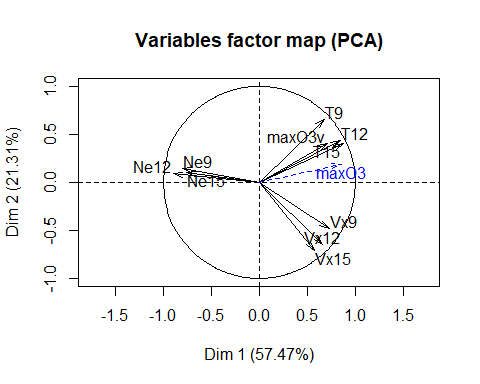 Variables factor map (PCA)
Dim 2 (21.31%)
1.0
0.5
0.0
-0.5
-1.0
T9
T12
maxO3v
T15
maxO3
Ne9
Ne12
Ne15
Vx9
Vx12
Vx15
-1.5 -1.0 -0.5 0.0 0.5 1.0 1.5
Dim 1 (57.47%)